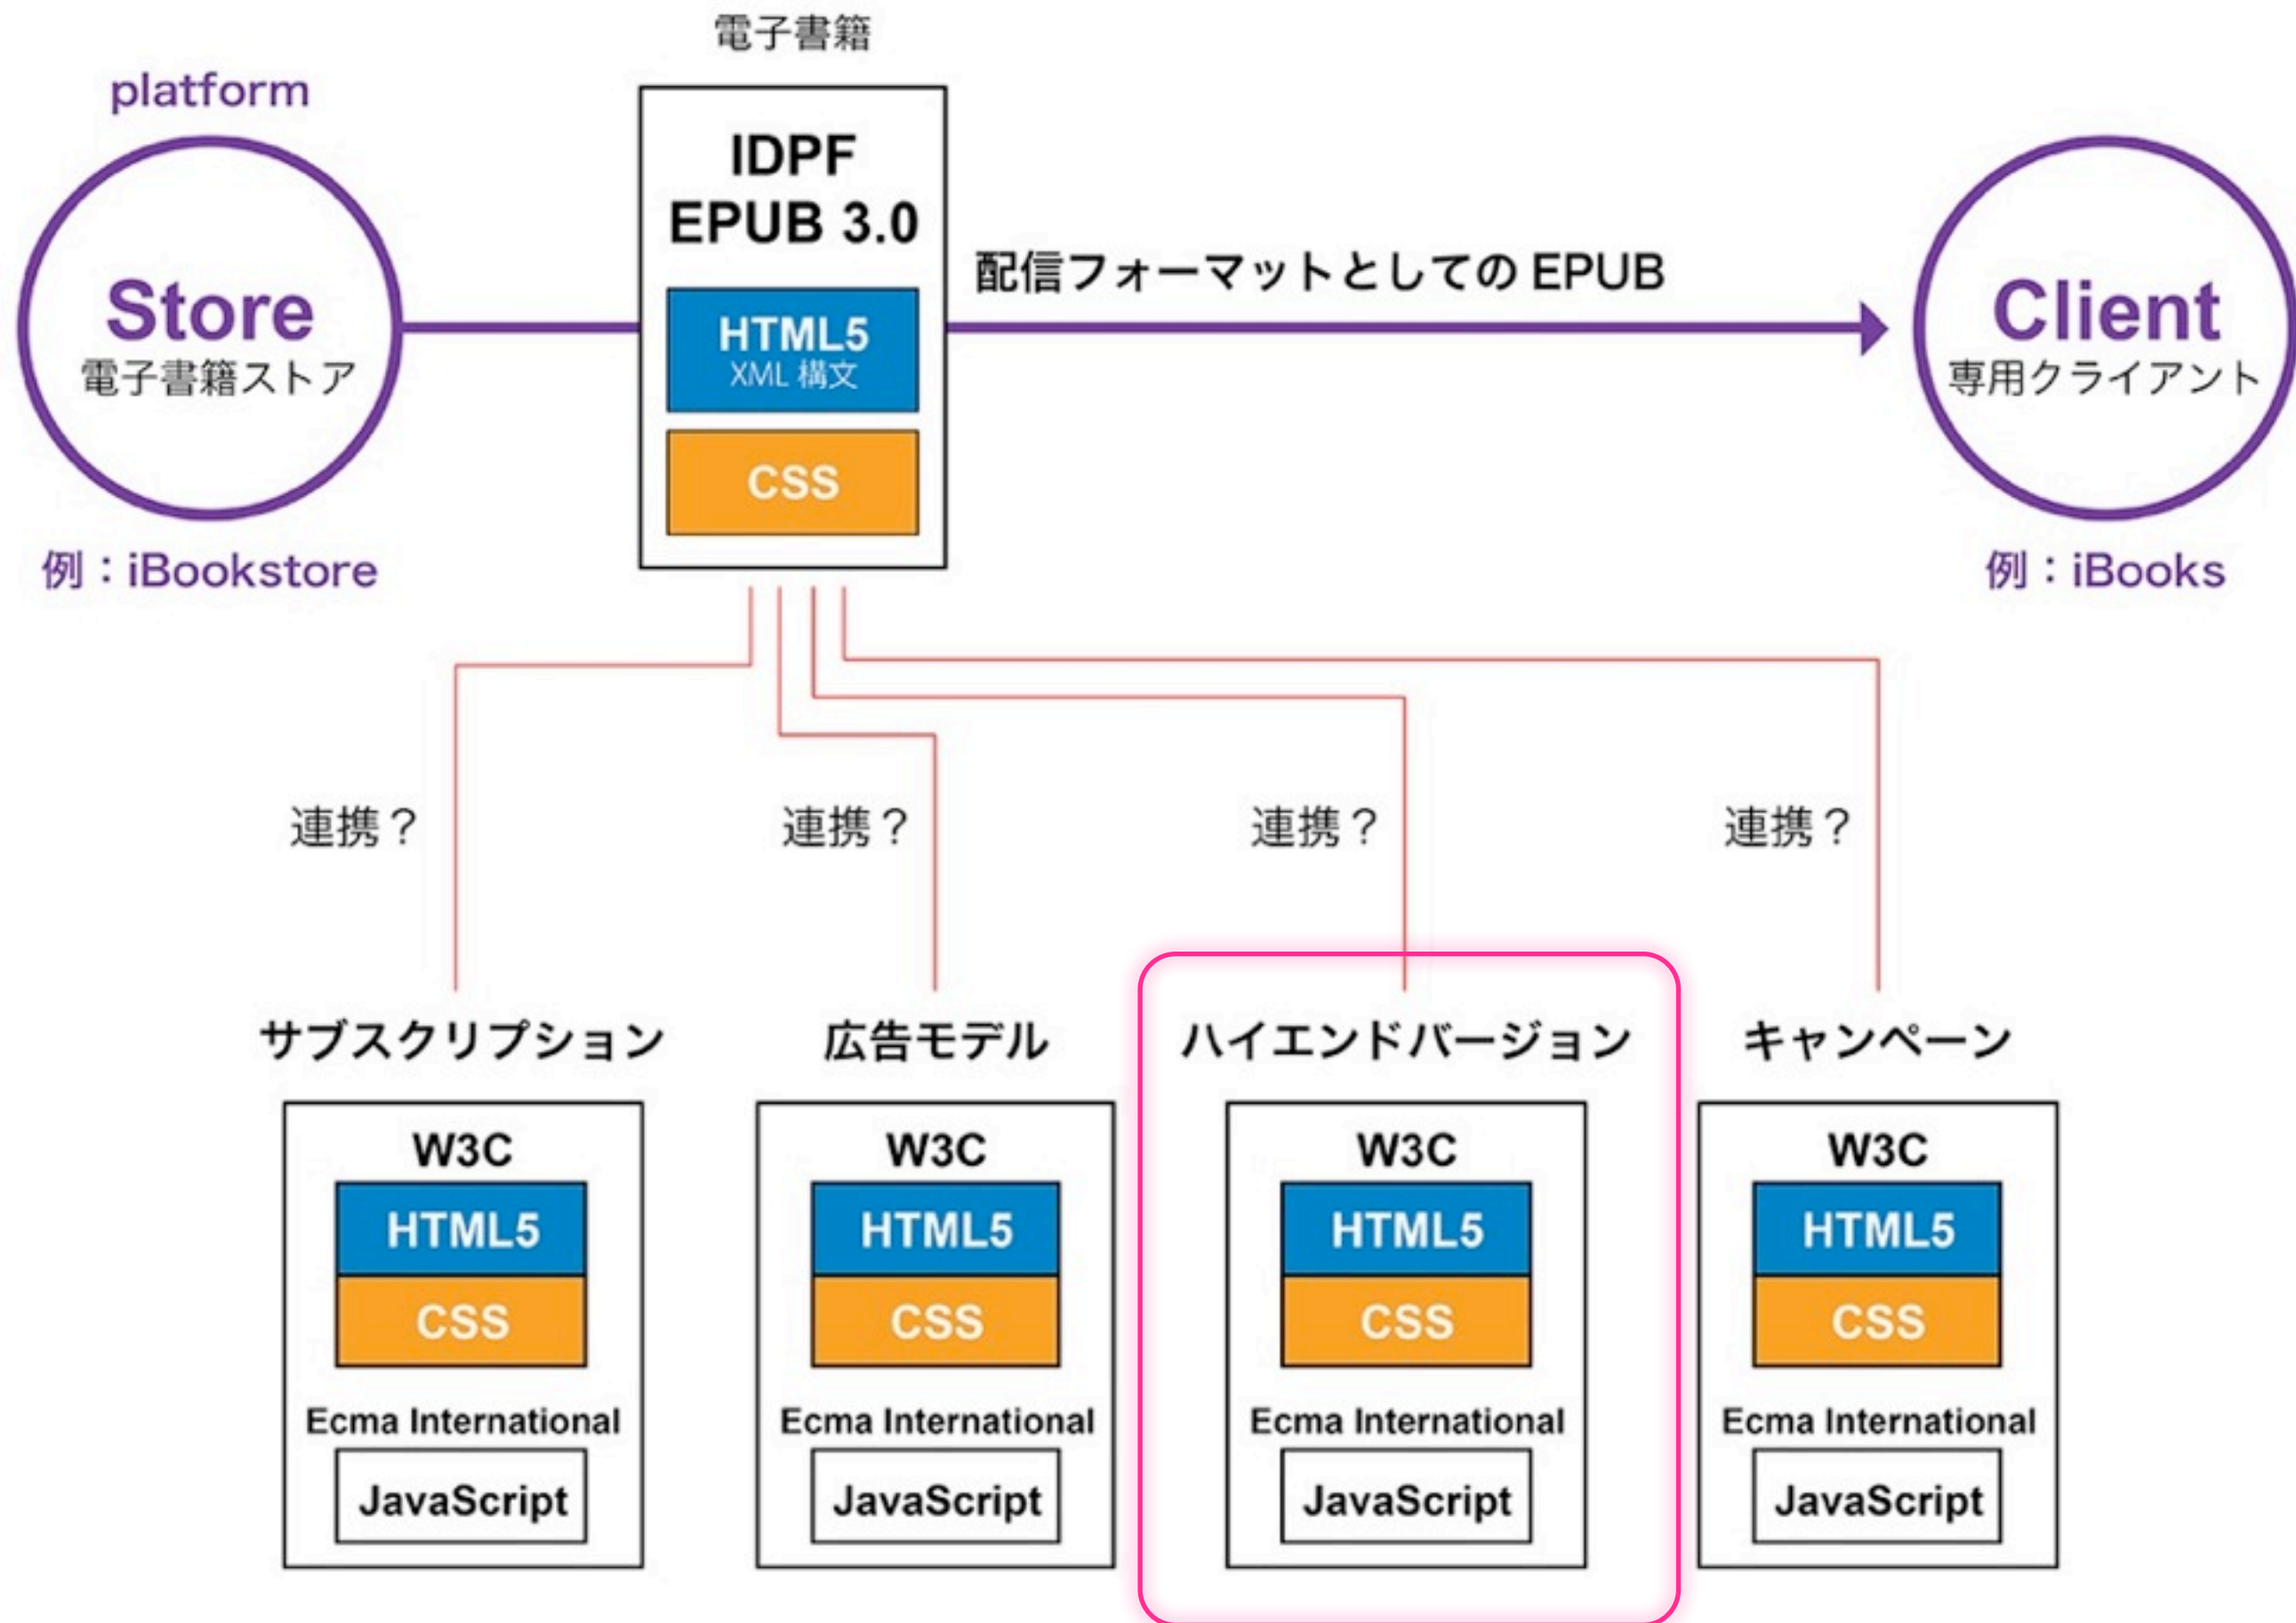 電子書籍
platform
Store
電子書籍ストア
例：iBookstore
IDPF
EPUB 3.0
HTML5
XML 構文
CSS
配信フォーマットとしての EPUB
Client
専用クライアント
例：iBooks
連携？
連携？
連携？
連携？
サブスクリプション
W3C
HTML5
CSS
Ecma International
JavaScript
広告モデル
W3C
HTML5
CSS
Ecma International
JavaScript
ハイエンドバージョン
W3C
HTML5
CSS
Ecma International
JavaScript
キャンペーン
W3C
HTML5
CSS
Ecma International
JavaScript